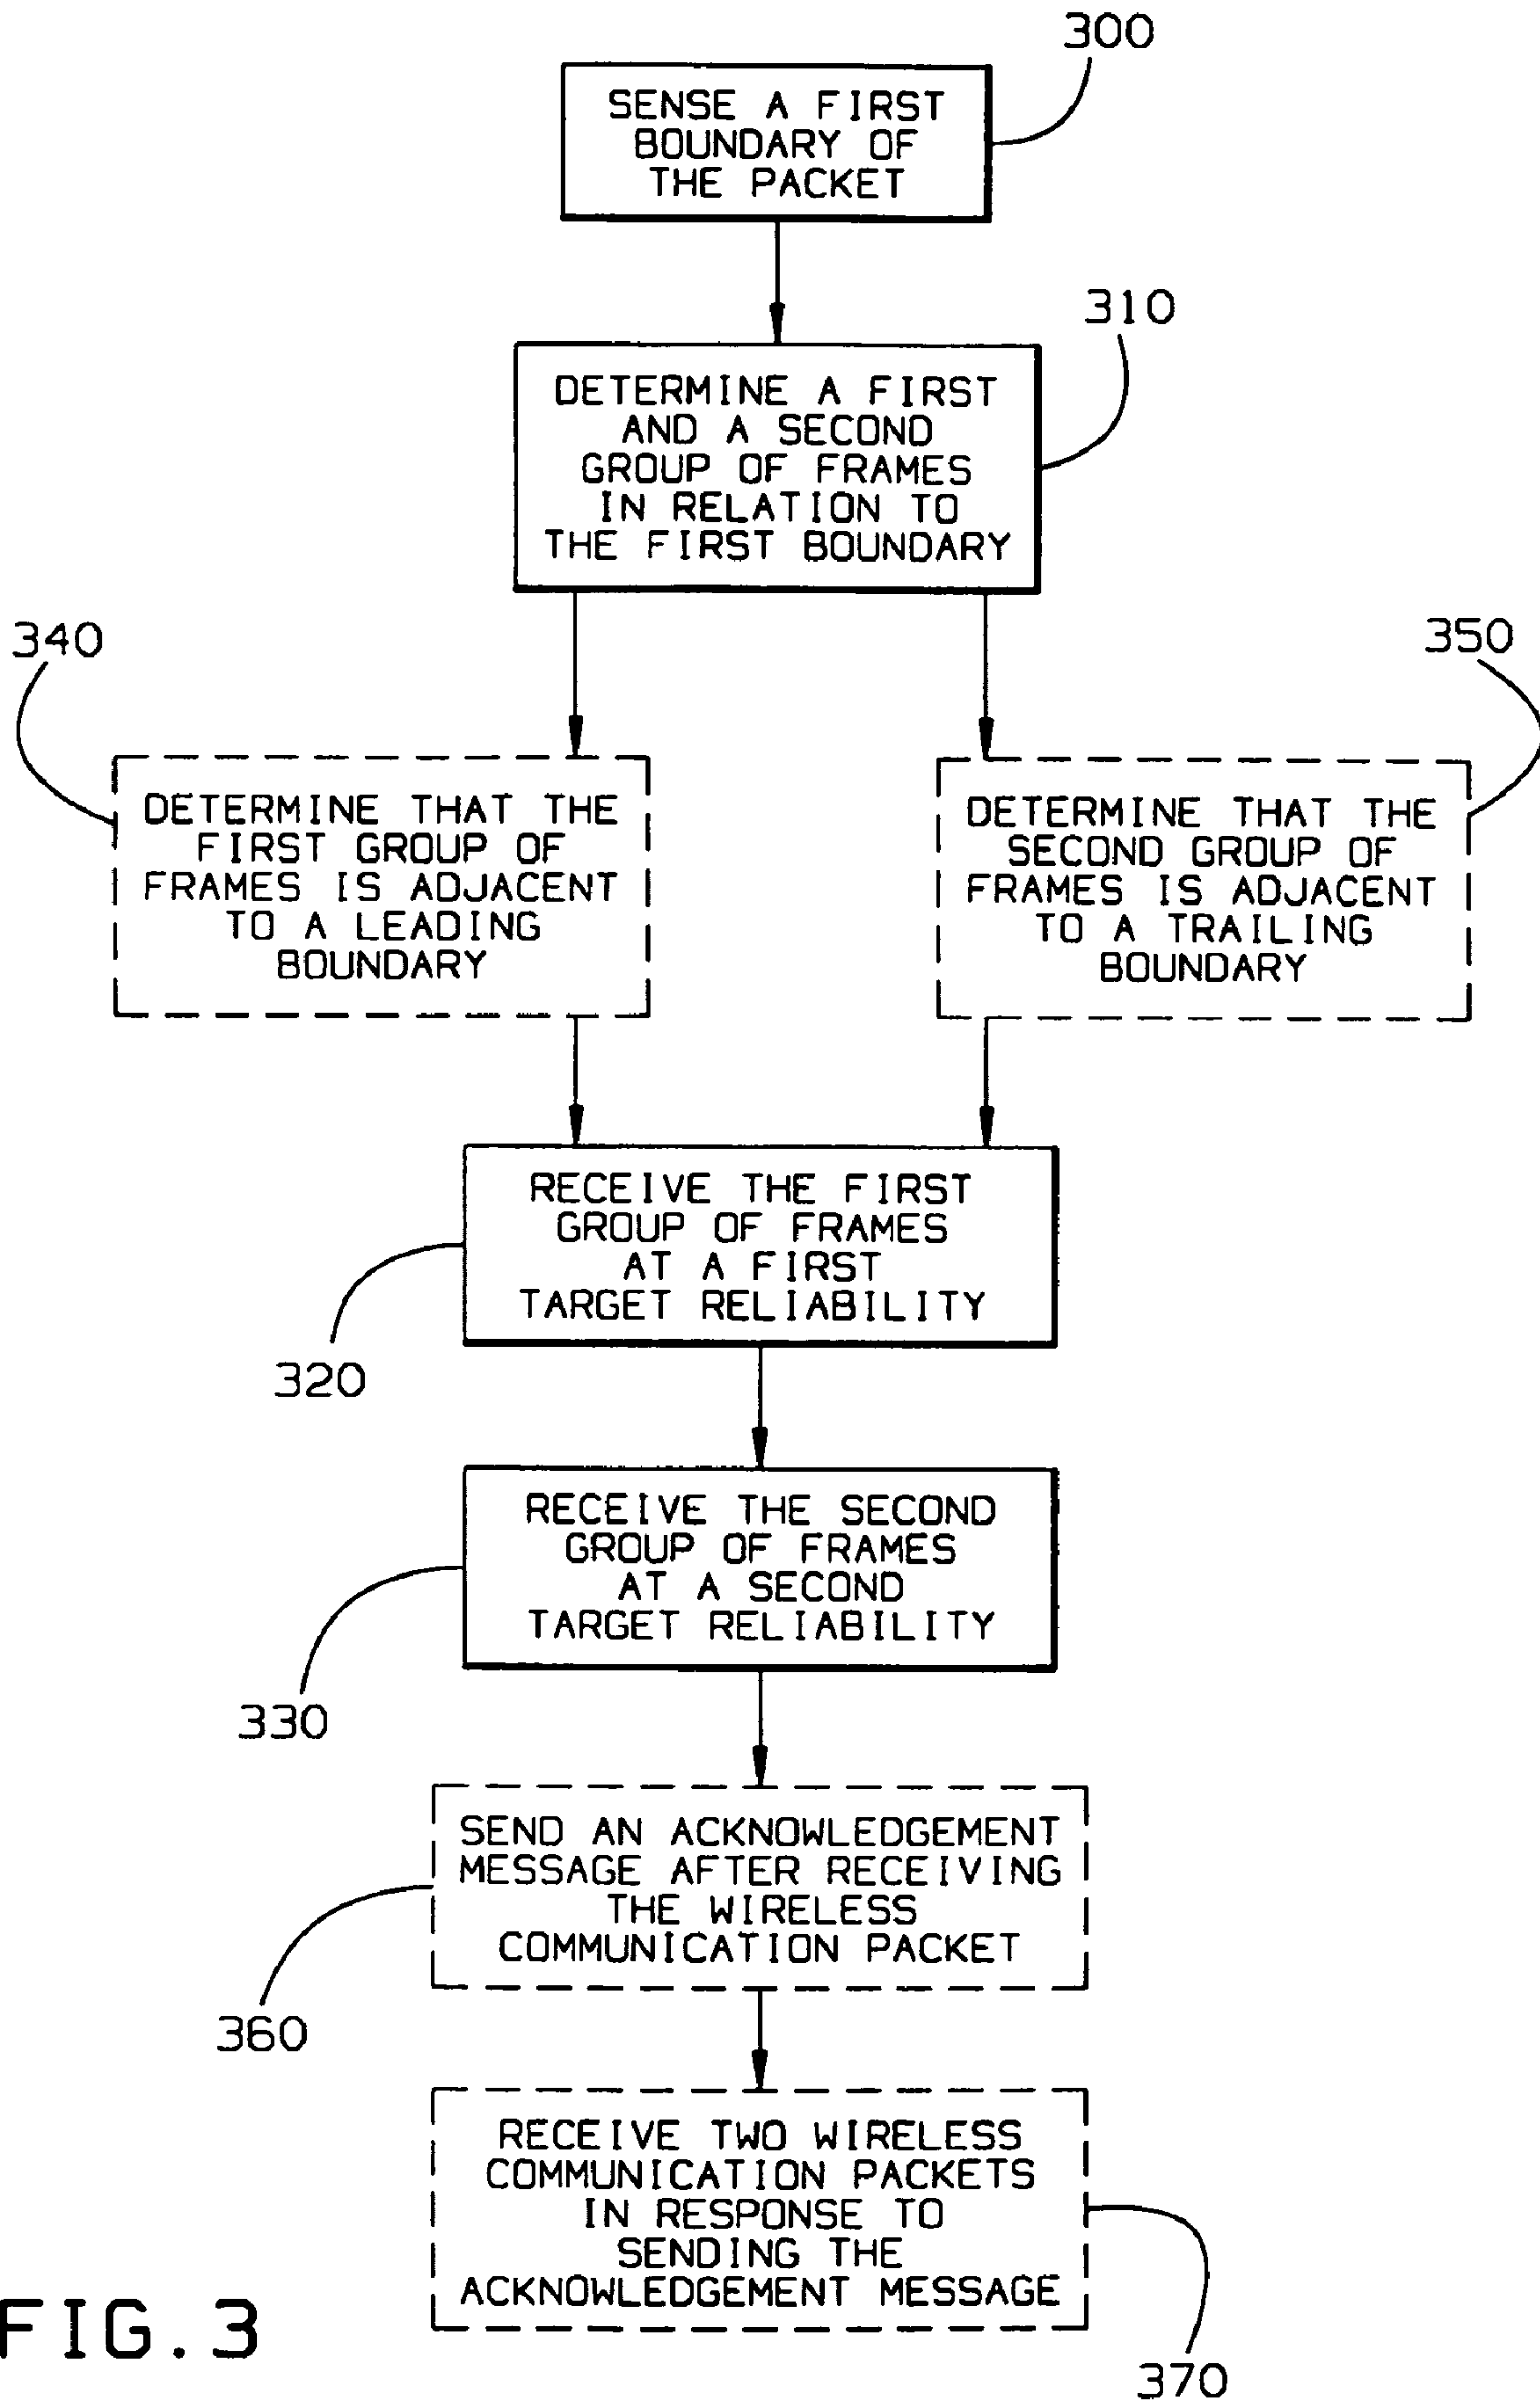 300
SENSE A FIRST
BOUNDARY OF
THE PACKET
310
DETERMINE A FIRST
AND A SECOND
GROUP OF FRAMES
IN RELATION TO
THE FIRST BOUNDARY
340
350
DETERMINE THAT THE
FIRST GROUP OF
FRAMES IS ADJACENT
TO A LEADING
BOUNDARY
DETERMINE THAT THE
SECOND GROUP OF
FRAMES IS ADJACENT
TO A TRAILING
BOUNDARY
RECEIVE THE FIRST
GROUP OF FRAMES
AT A FIRST
TARGET RELIABILITY
320
RECEIVE THE SECOND
GROUP OF FRAMES
AT A SECOND
TARGET RELIABILITY
330
SEND AN ACKNOWLEDGEMENT
MESSAGE AFTER RECEIVING
THE WIRELESS
COMMUNICATION PACKET
360
RECEIVE TWO WIRELESS
COMMUNICATION PACKETS
IN RESPONSE TO
SENDING THE
ACKNOWLEDGEMENT MESSAGE
370
FIG.3